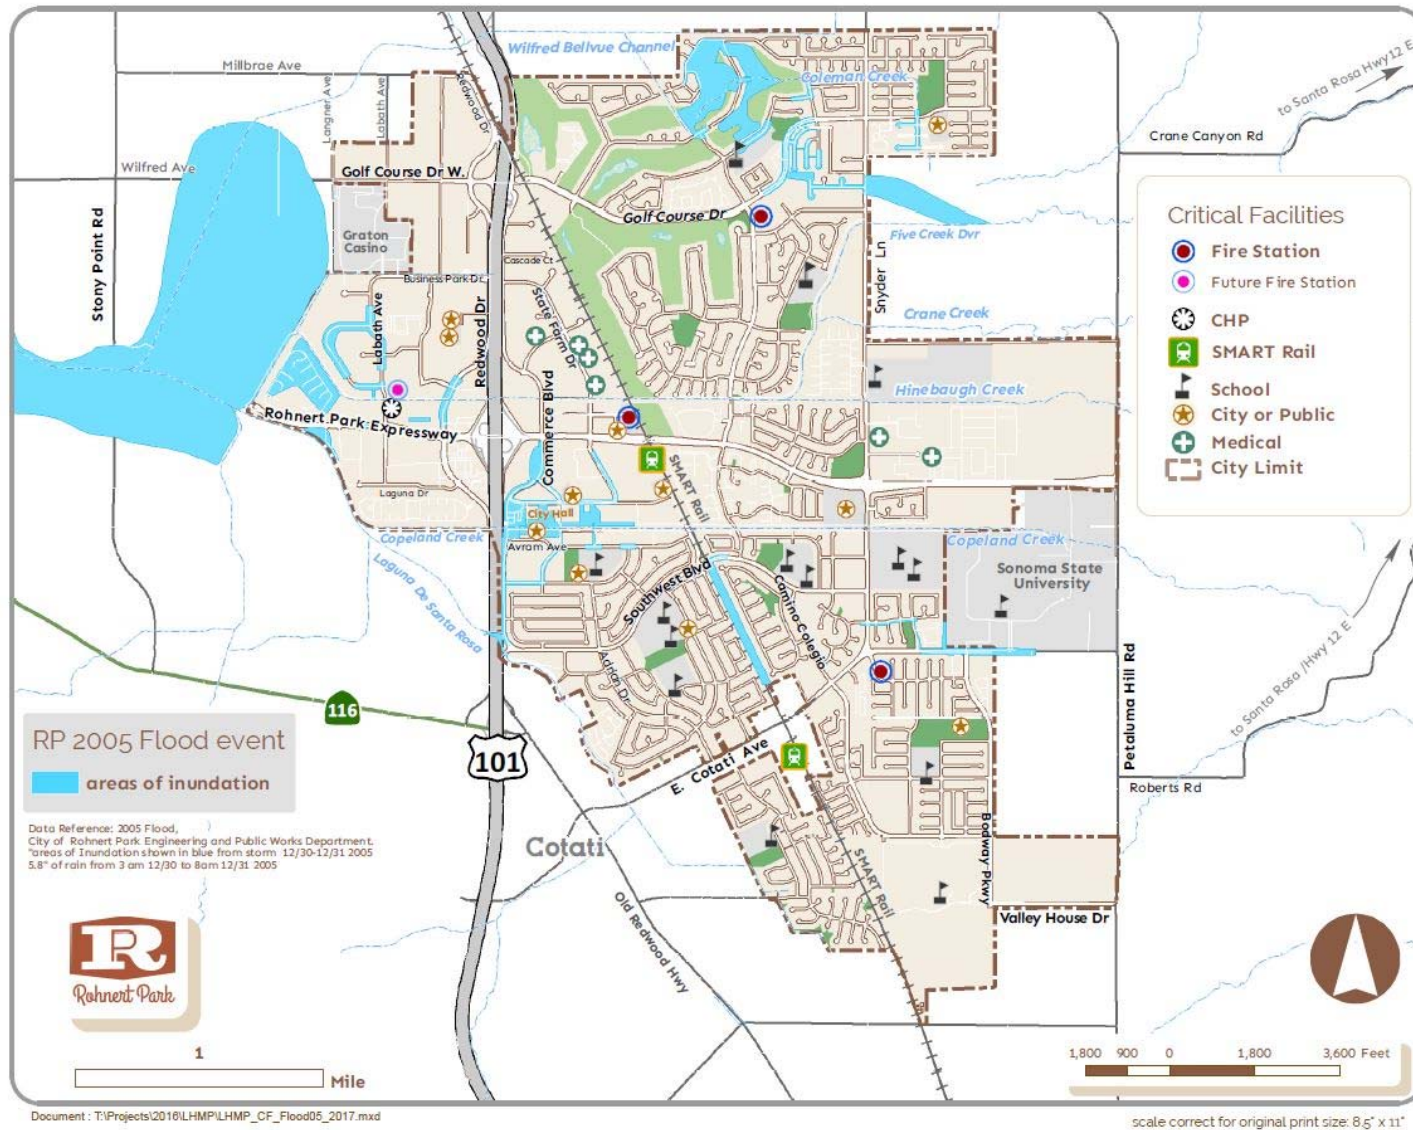 Wilfred Bellvue Channel
Coleman Creek
Millbrae Ave
Redwood Dr
Langner Ave
Labath Ave
to Santa Rosa Hwy12 E
Crane Canyon Rd
Wilfred Ave
Golf Course Dr W.
Stony Point Rd
Graton
Casino
Golf Course Dr
Five Creek Dvr
Snyder Ln
Cascade Ct
Business Park Dr
State Farm Dr
Labath Ave
Redwood Dr
Crane Creek
Commerce Blvd
Hinebaugh Creek
Rohnert Park Expressway
SMART Rail
Laguna Dr
City Hall
Copeland Creek
Avram Ave
Copeland Creek
Laguna De Santa Rosa
Southwest Blvd
Camino Colegio
Sonoma State
University
Adrian Dr
Petaluma Hill Rd
to Santa Rosa /Hwy 12 E
116
101
E. Cotati Ave
Roberts Rd
Bodway Pkwy
Cotati
SMART Rail
Old Redwood Hwy
Valley House Dr
Critical Facilities
Fire Station
Future Fire Station
CHP
SMART Rail
School
City or Public
Medical
City Limit
RP 2005 Flood event
areas of inundation
Data Reference: 2005 Flood,
City of Rohnert Park Engineering and Public Works Department.
"areas of Inundation shown in blue from storm 12/30-12/31 2005
5.8" of rain from 3 am 12/30 to 8am 12/31 2005
R
Rohnert Park
1
Mile
1,800 900 0 1,800 3,600 Feet
Document : T:\Projects\2016\LHMP\LHMP_CF_Flood05_2017.mxd
scale correct for original print size: 8.5" x 11"